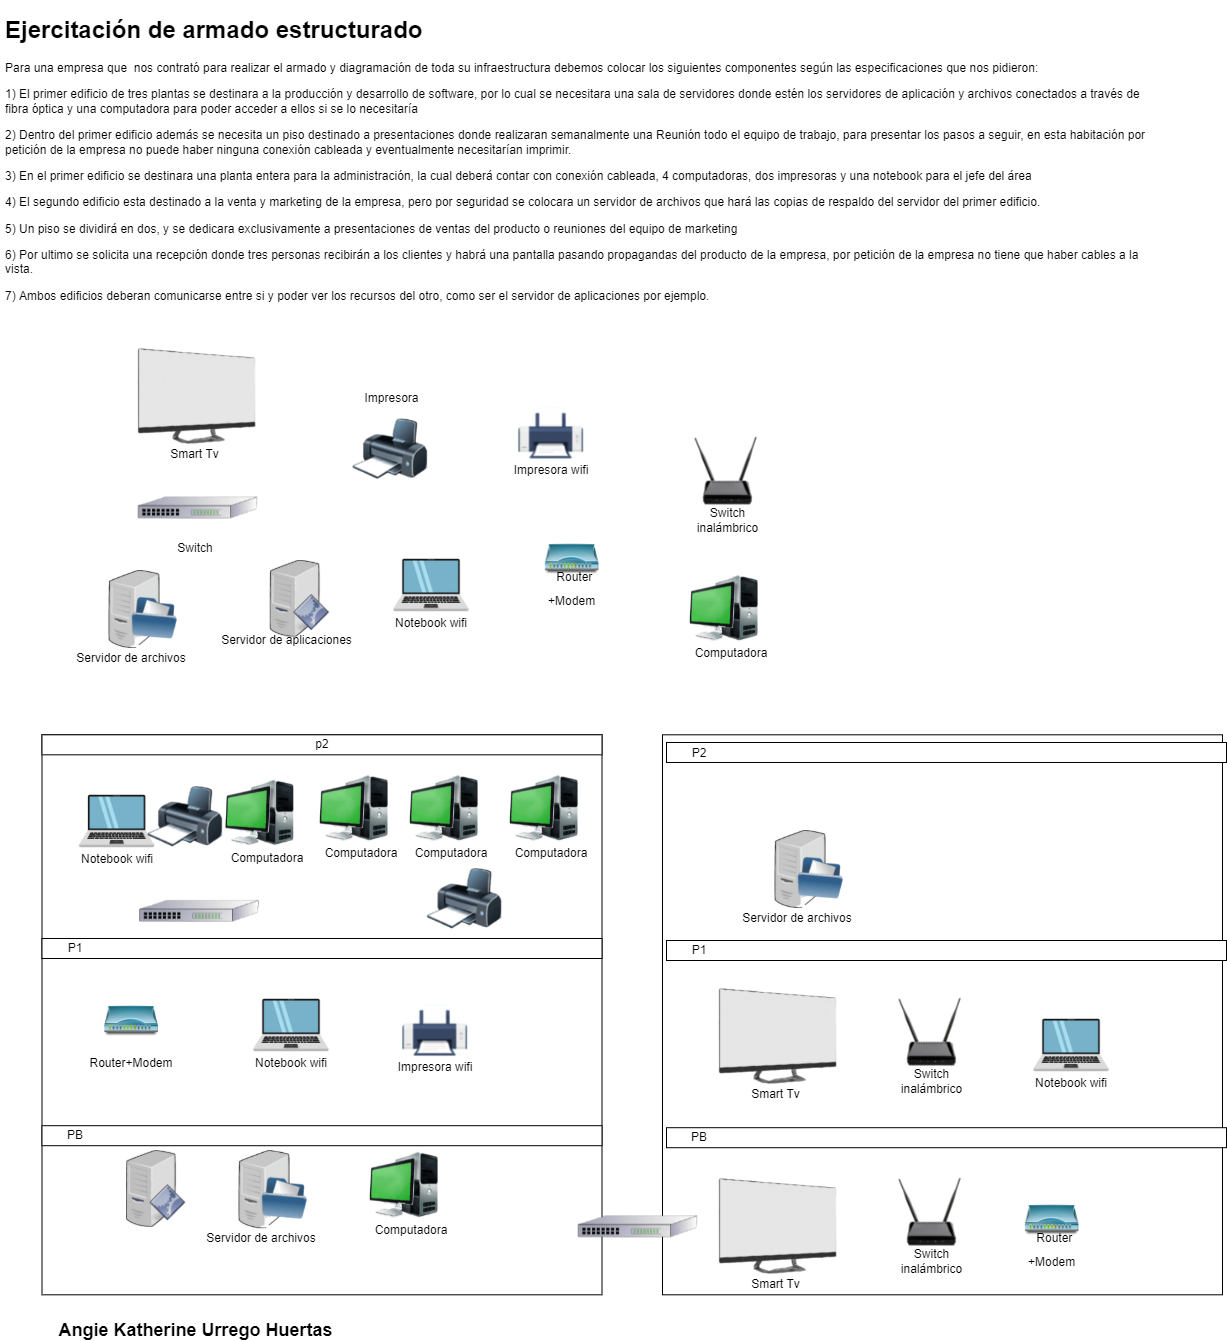 Ejercitación de armado estructurado
Para una empresa que  nos contrató para realizar el armado y diagramación de toda su infraestructura debemos colocar los siguientes componentes según las especificaciones que nos pidieron:
1) El primer edificio de tres plantas se destinara a la producción y desarrollo de software, por lo cual se necesitara una sala de servidores donde estén los servidores de aplicación y archivos conectados a través de
fibra óptica y una computadora para poder acceder a ellos si se lo necesitaría
2) Dentro del primer edificio además se necesita un piso destinado a presentaciones donde realizaran semanalmente una Reunión todo el equipo de trabajo, para presentar los pasos a seguir, en esta habitación por
petición de la empresa no puede haber ninguna conexión cableada y eventualmente necesitarían imprimir.
3) En el primer edificio se destinara una planta entera para la administración, la cual deberá contar con conexión cableada, 4 computadoras, dos impresoras y una notebook para el jefe del área
4) El segundo edificio esta destinado a la venta y marketing de la empresa, pero por seguridad se colocara un servidor de archivos que hará las copias de respaldo del servidor del primer edificio.
5) Un piso se dividirá en dos, y se dedicara exclusivamente a presentaciones de ventas del producto o reuniones del equipo de marketing
6) Por ultimo se solicita una recepción donde tres personas recibirán a los clientes y habrá una pantalla pasando propagandas del producto de la empresa, por petición de la empresa no tiene que haber cables a la
vista.
7) Ambos edificios deberan comunicarse entre si y poder ver los recursos del otro, como ser el servidor de aplicaciones por ejemplo.
Impresora
Smart Tv
Impresora wifi
Switch
inalámbrico
Switch
Router
+Modem
Notebook wifi
Servidor de aplicaciones
Servidor de archivos
Computadora
p2
P2
Notebook wifi
Computadora
Computadora
Computadora
Computadora
Servidor de archivos
P1
P1
Router+Modem
Notebook wifi
Impresora wifi
Smart Tv
Switch
inalámbrico
Notebook wifi
PB
PB
Servidor de archivos
Computadora
Smart Tv
Switch
inalámbrico
Router
+Modem
Angie Katherine Urrego Huertas